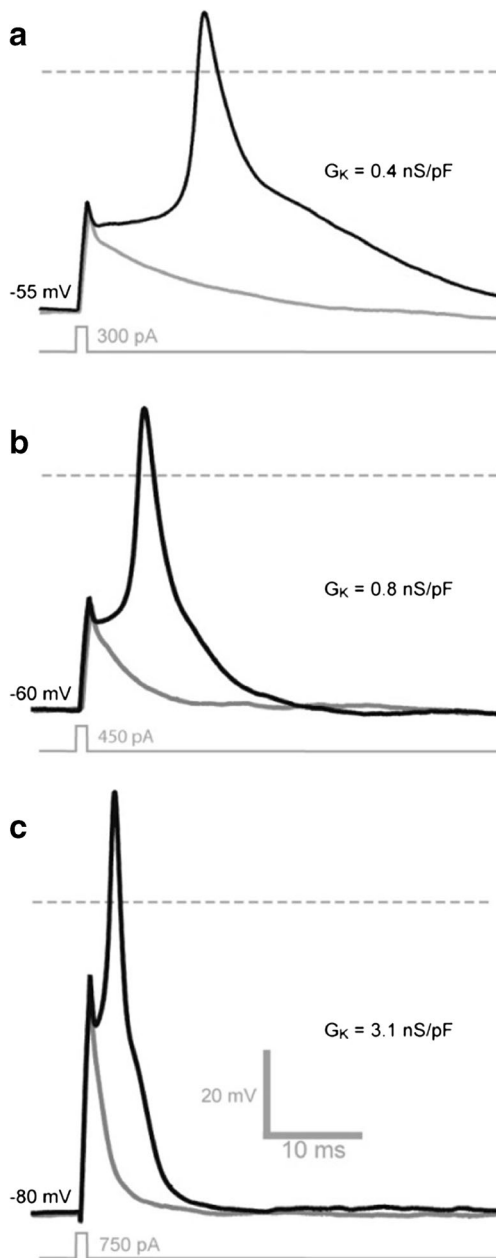 a
G_K = 0.4 nS/pF
-55 mV
300 pA
b
G_K = 0.8 nS/pF
-60 mV
450 pA
c
G_K = 3.1 nS/pF
20 mV
10 ms
-80 mV
750 pA